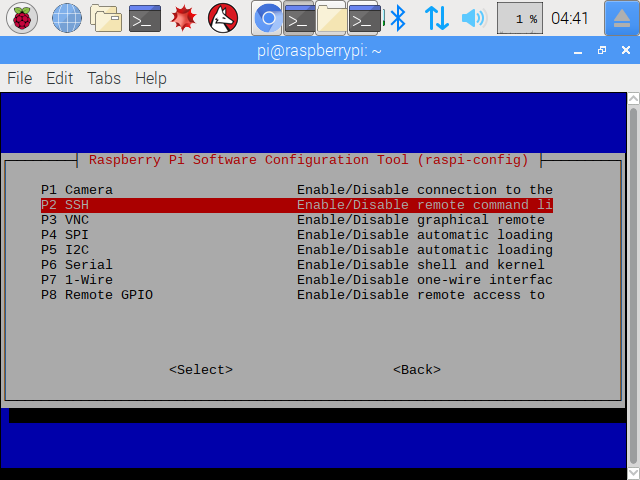 1 % 04:41
pi@raspberrypi: ~
File Edit Tabs Help
Raspberry Pi Software Configuration Tool (raspi-config)
P1 Camera Enable/Disable connection to the
P2 SSH Enable/Disable remote command li
P3 VNC Enable/Disable graphical remote
P4 SPI Enable/Disable automatic loading
P5 I2C Enable/Disable automatic loading
P6 Serial Enable/Disable shell and kernel
P7 1-Wire Enable/Disable one-wire interfac
P8 Remote GPIO Enable/Disable remote access to
<Select> <Back>